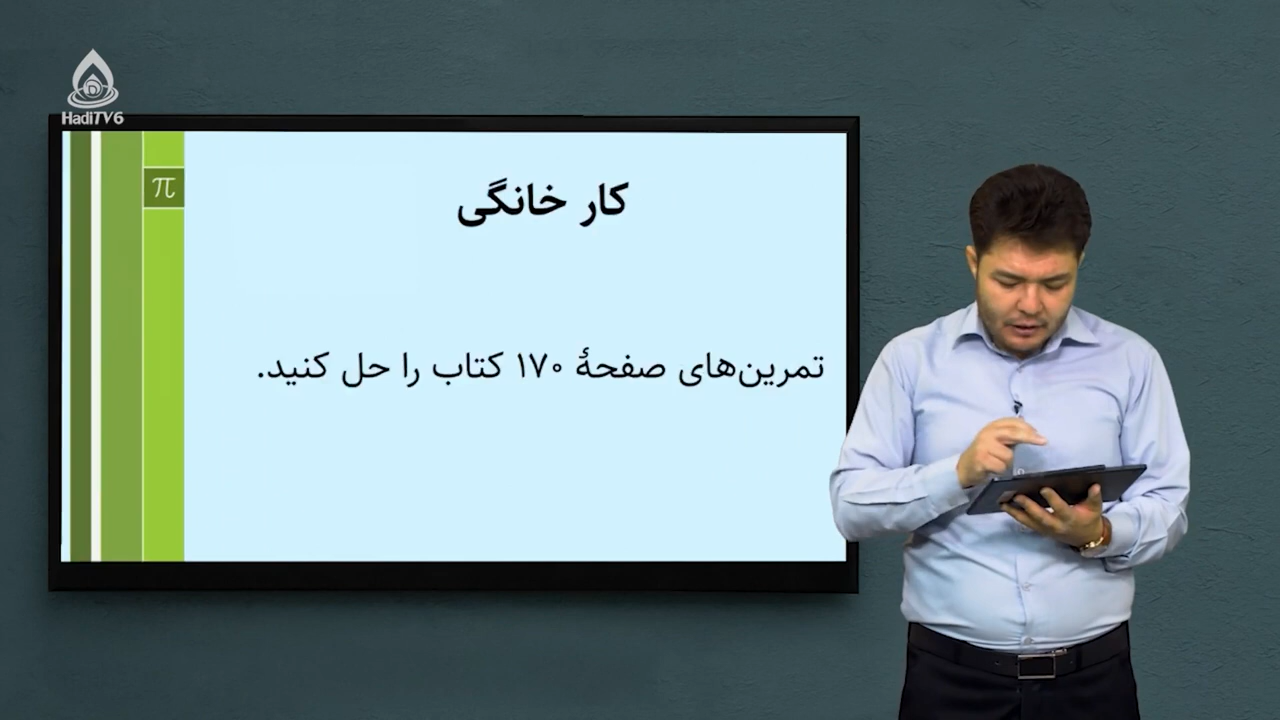 HadiTV6
π
کار خانگی
تمرین‌های صفحهٔ ۱۷۰ کتاب را حل کنید.